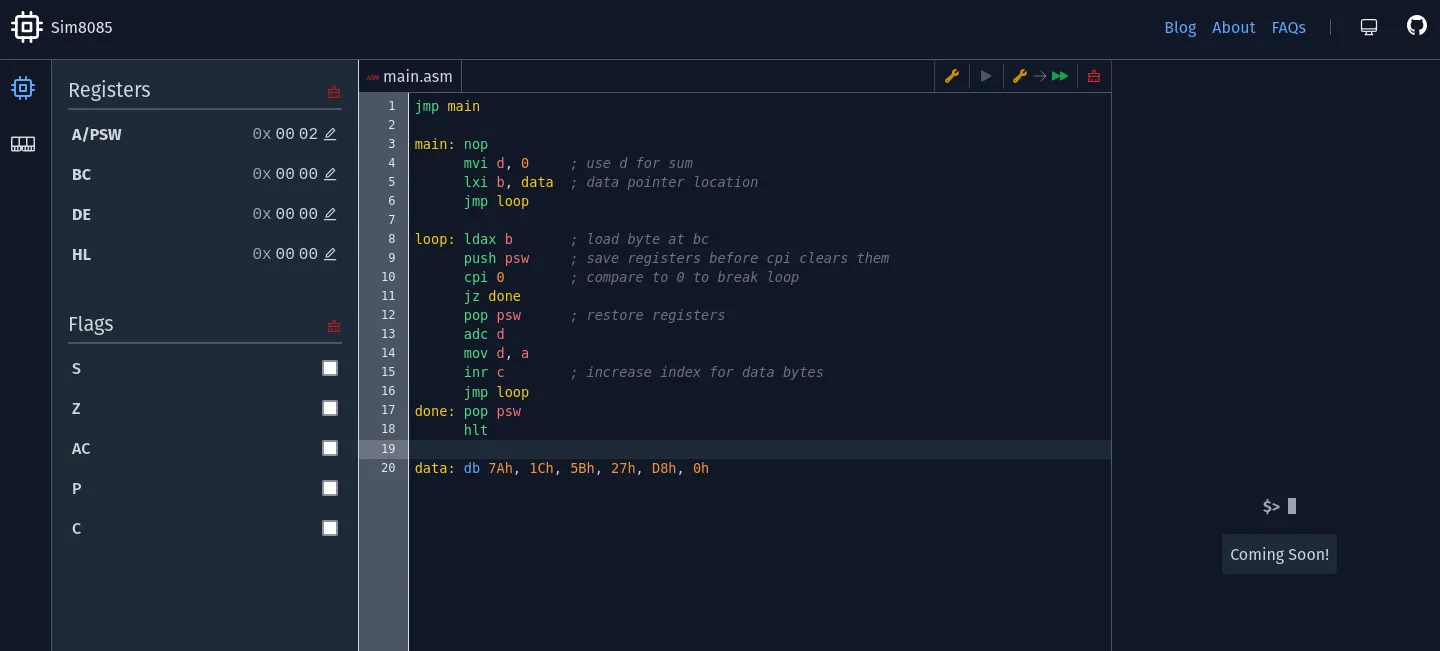 Sim8085
Blog About FAQs
Registers
A/PSW 0x 00 02
BC 0x 00 00
DE 0x 00 00
HL 0x 00 00
Flags
S
Z
AC
P
C
ASM main.asm
1 jmp main
2
3 main: nop
4 mvi d, 0 ; use d for sum
5 lxi b, data ; data pointer location
6 jmp loop
7
8 loop: ldax b ; load byte at bc
9 push psw ; save registers before cpi clears them
10 cpi 0 ; compare to 0 to break loop
11 jz done
12 pop psw ; restore registers
13 adc d
14 mov d, a
15 inr c ; increase index for data bytes
16 jmp loop
17 done: pop psw
18 hlt
19
20 data: db 7Ah, 1Ch, 5Bh, 27h, D8h, 0h
$>
Coming Soon!